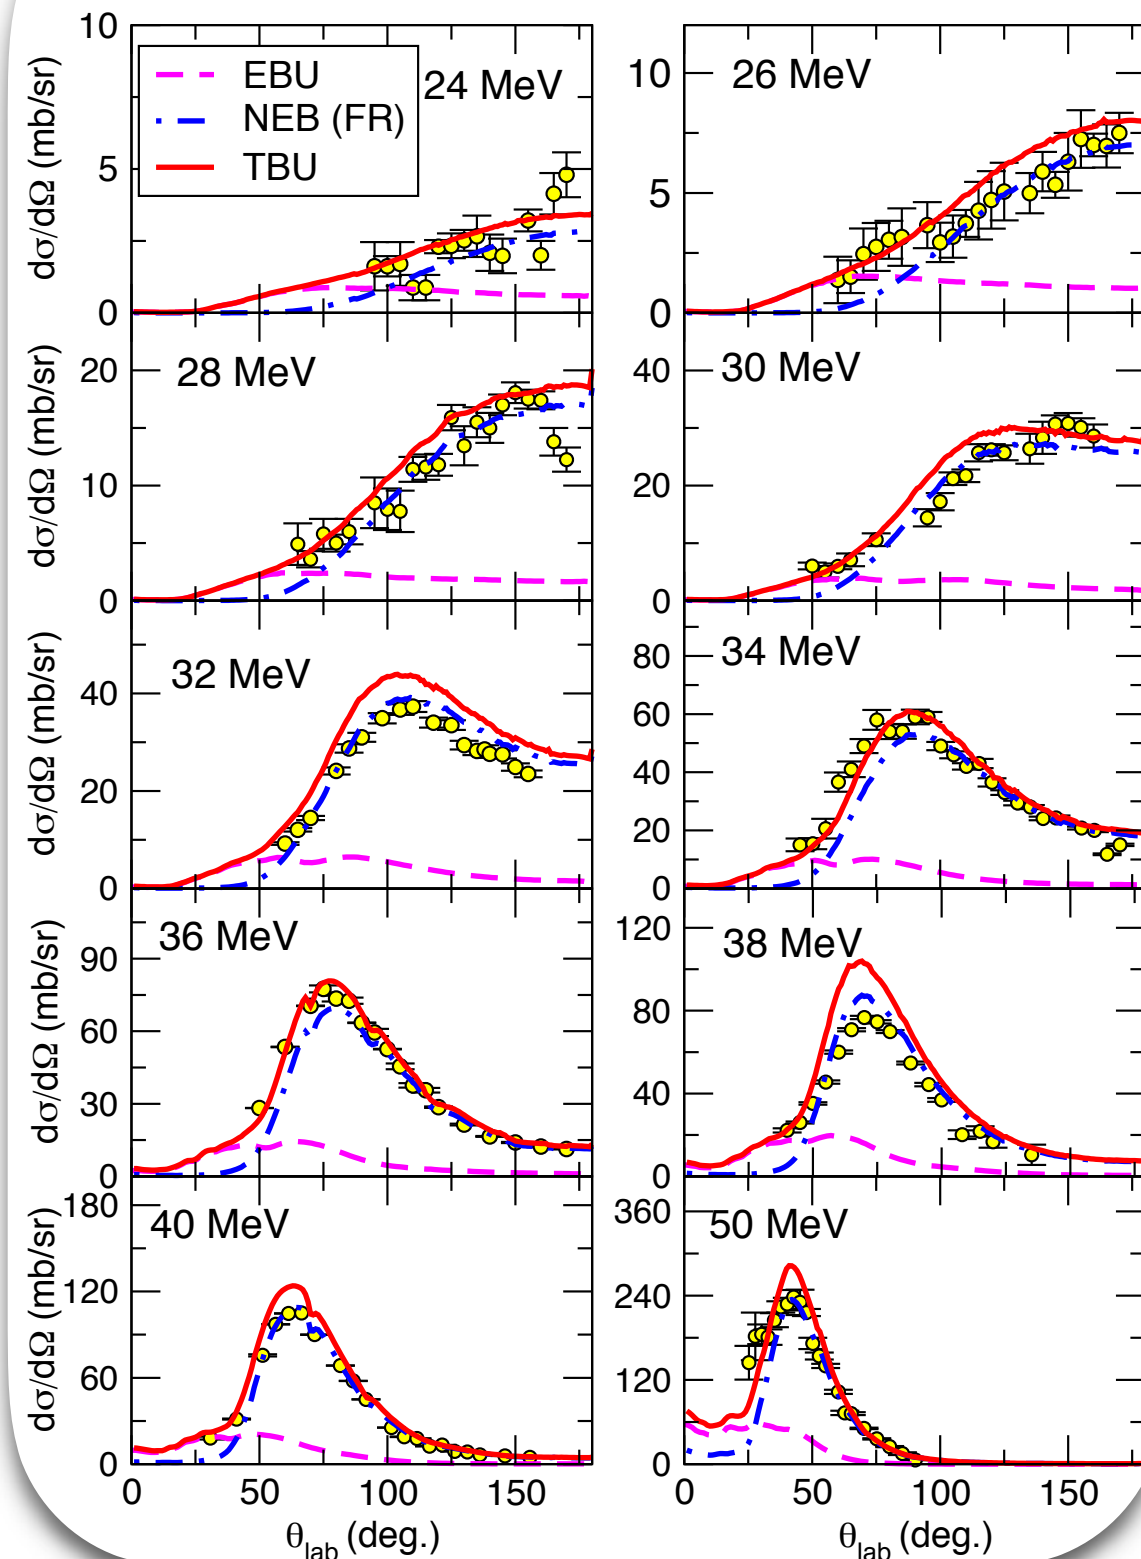 10
5
0
dσ/dΩ (mb/sr)
EBU
NEB (FR)
TBU
24 MeV
10
5
0
26 MeV
20
10
0
dσ/dΩ (mb/sr)
28 MeV
40
20
0
30 MeV
40
20
0
dσ/dΩ (mb/sr)
32 MeV
80
60
40
20
0
34 MeV
90
60
30
0
dσ/dΩ (mb/sr)
36 MeV
120
80
40
0
38 MeV
180
120
60
0
dσ/dΩ (mb/sr)
40 MeV
0 50 100 150
θlab (deg.)
360
240
120
0
50 MeV
0 50 100 150
θlab (deg.)